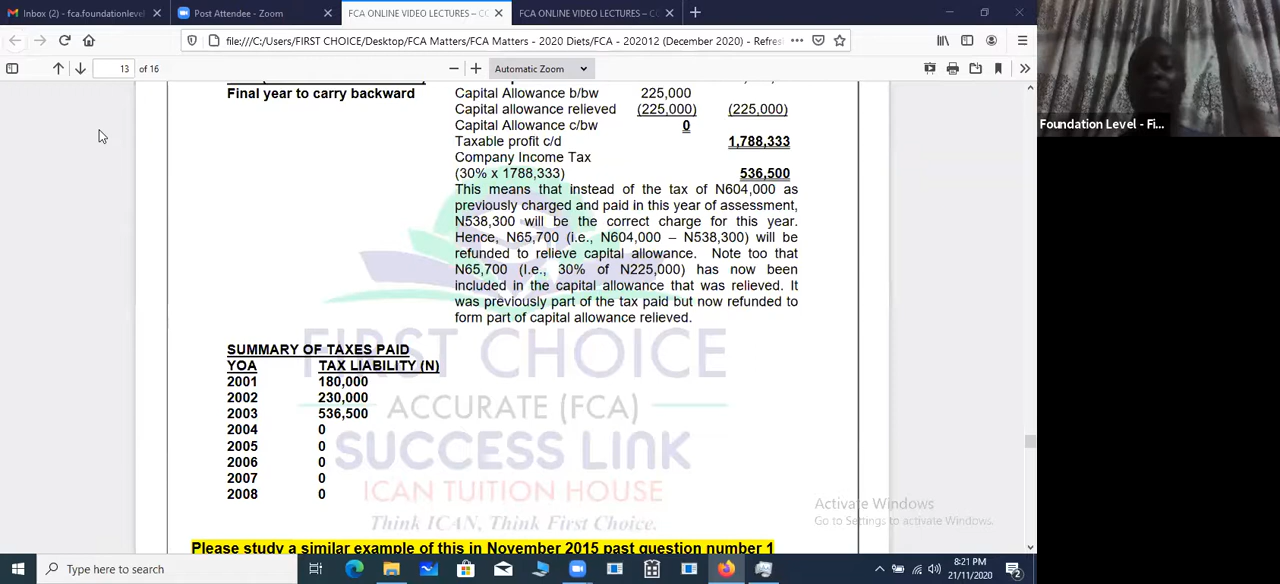 Inbox (2) - fca.foundationlevel
Post Attendee - Zoom
FCA ONLINE VIDEO LECTURES – CO
FCA ONLINE VIDEO LECTURES – CO
file:///C:/Users/FIRST CHOICE/Desktop/FCA Matters/FCA Matters - 2020 Diets/FCA - 202012 (December 2020) - Refres
13 of 16
Automatic Zoom
Foundation Level - Fi...
Final year to carry backward
Capital Allowance b/bw 225,000
Capital allowance relieved (225,000) (225,000)
Capital Allowance c/bw 0
Taxable profit c/d 1,788,333
Company Income Tax
(30% x 1788,333) 536,500
This means that instead of the tax of N604,000 as
previously charged and paid in this year of assessment,
N538,300 will be the correct charge for this year.
Hence, N65,700 (i.e., N604,000 – N538,300) will be
refunded to relieve capital allowance. Note too that
N65,700 (I.e., 30% of N225,000) has now been
included in the capital allowance that was relieved. It
was previously part of the tax paid but now refunded to
form part of capital allowance relieved.
SUMMARY OF TAXES PAID
YOA TAX LIABILITY (N)
2001 180,000
2002 230,000
2003 536,500
2004 0
2005 0
2006 0
2007 0
2008 0
FIRST CHOICE
ACCURATE (FCA)
SUCCESS LINK
ICAN TUITION HOUSE
Think ICAN, Think First Choice.
Please study a similar example of this in November 2015 past question number 1
Activate Windows
Go to Settings to activate Windows.
Type here to search
8:21 PM
21/11/2020
2